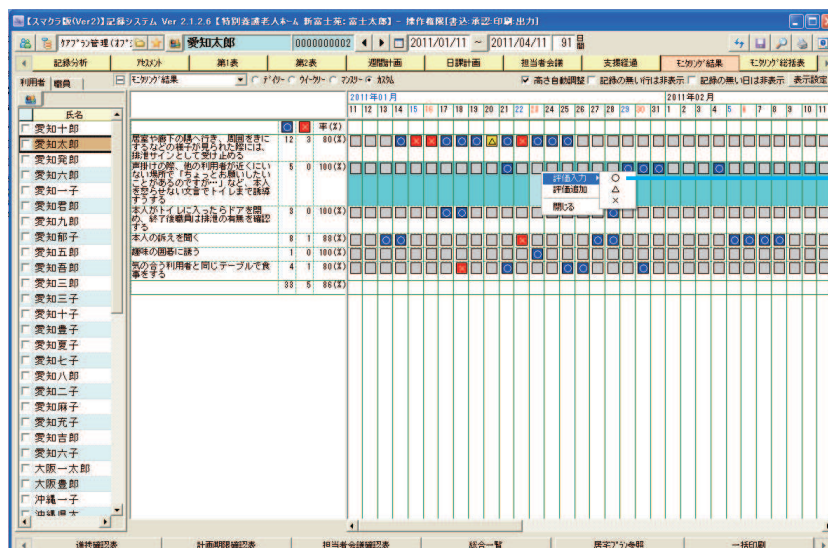 【スマクラ版(Ver2)】記録システム Ver 2.1.2.6 【特別養護老人ホーム 新富士苑:富士太郎】 - 操作権限[書込:承認:印刷:出力]
ケアプラン管理(オプ 愛知太郎 0000000002 2011/01/11 ~ 2011/04/11 91 日間
記録分析 アセスメント 第1表 第2表 週間計画 日課計画 担当者会議 支援経過 モニタリング結果 モニタリング括表
利用者 職員 モニタリング結果 デイリー ウィークリー マンスリー カスタム 高さ自動調整 記録の無い行は非表示 記録の無い日は非表示 表示設定
2011年01月 2011年02月
11 12 13 14 15 16 17 18 19 20 21 22 23 24 25 26 27 28 29 30 31 1 2 3 4 5 6 7 8 9 10 11
氏名
○ × 率(%)
愛知十郎
愛知太郎
愛知発郎
愛知六郎
愛知一子
愛知君郎
愛知九郎
愛知郁子
愛知五郎
愛知吾郎
愛知三郎
愛知三子
愛知十子
愛知豊子
愛知夏子
愛知七子
愛知八郎
愛知二子
愛知麻子
愛知充子
愛知吉郎
愛知六子
大阪一太郎
大阪豊郎
沖縄一子
沖縄県太
居室や廊下の隅へ行き、周囲をきに
するなどの様子が見られた際には、
排泄サインとして受け止める
12 3 80(%)
声掛けの際、他の利用者が近くにい
ない場所で「ちょっとお願いしたい
ことがあるのですが…」など、本人
を怒らせない文言でトイレまで誘導
すうする
5 0 100(%)
本人がトイレに入ったらドアを閉
め、終了後職員は排泄の有無を確認
する
3 0 100(%)
本人の訴えを聞く
8 1 88(%)
趣味の囲碁に誘う
1 0 100(%)
気の合う利用者と同じテーブルで食
事をする
4 1 80(%)
33 5 86(%)
評価入力 ○
評価追加 △
×
閉じる
進捗確認表 計画期限確認表 担当者会議確認表 総合一覧 居宅プラン参照 一括印刷